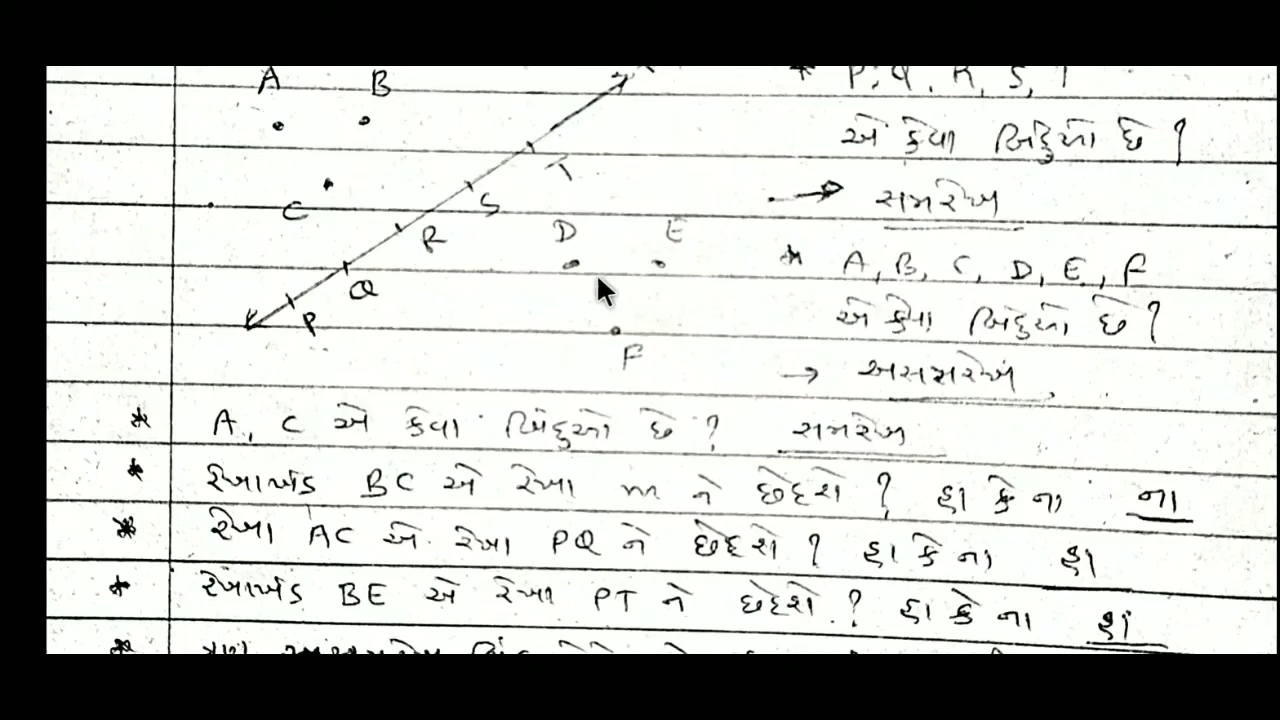 A B
* P, Q, R, S, T
એ કેવા બિંદુઓ છે ?
T
→ સમરેખ
C S
R D E
* A, B, C, D, E, F
Q
એ કેવા બિંદુઓ છે ?
P
F
→ અસમરેખ
* A, C એ કેવા બિંદુઓ છે ? સમરેખ
* રેખાખંડ BC એ રેખા m ને છેદશે ? હા કે ના ના
* રેખા AC એ રેખા PQ ને છેદશે ? હા કે ના હા
* રેખાખંડ BE એ રેખા PT ને છેદશે ? હા કે ના હા
*